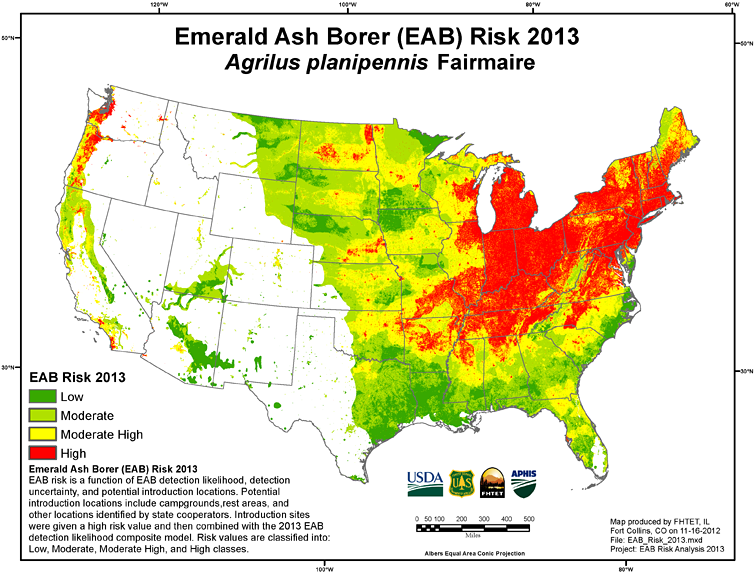 120°W
100°W
80°W
60°W
50°N
50°N
Emerald Ash Borer (EAB) Risk 2013
Agrilus planipennis Fairmaire
30°N
30°N
EAB Risk 2013
Low
Moderate
Moderate High
High
Emerald Ash Borer (EAB) Risk 2013
EAB risk is a function of EAB detection likelihood, detection
uncertainty, and potential introduction locations. Potential
introduction locations include campgrounds,rest areas, and
other locations identified by state cooperators. Introduction sites
were given a high risk value and then combined with the 2013 EAB
detection likelihood composite model. Risk values are classified into:
Low, Moderate, Moderate High, and High classes.
USDA
UAS
FHTET
APHIS
0 50 100 200 300 400 500
Miles
Albers Equal Area Conic Projection
Map produced by FHTET, IL
Fort Collins, CO on 11-16-2012
File: EAB_Risk_2013.mxd
Project: EAB Risk Analysis 2013
100°W
80°W